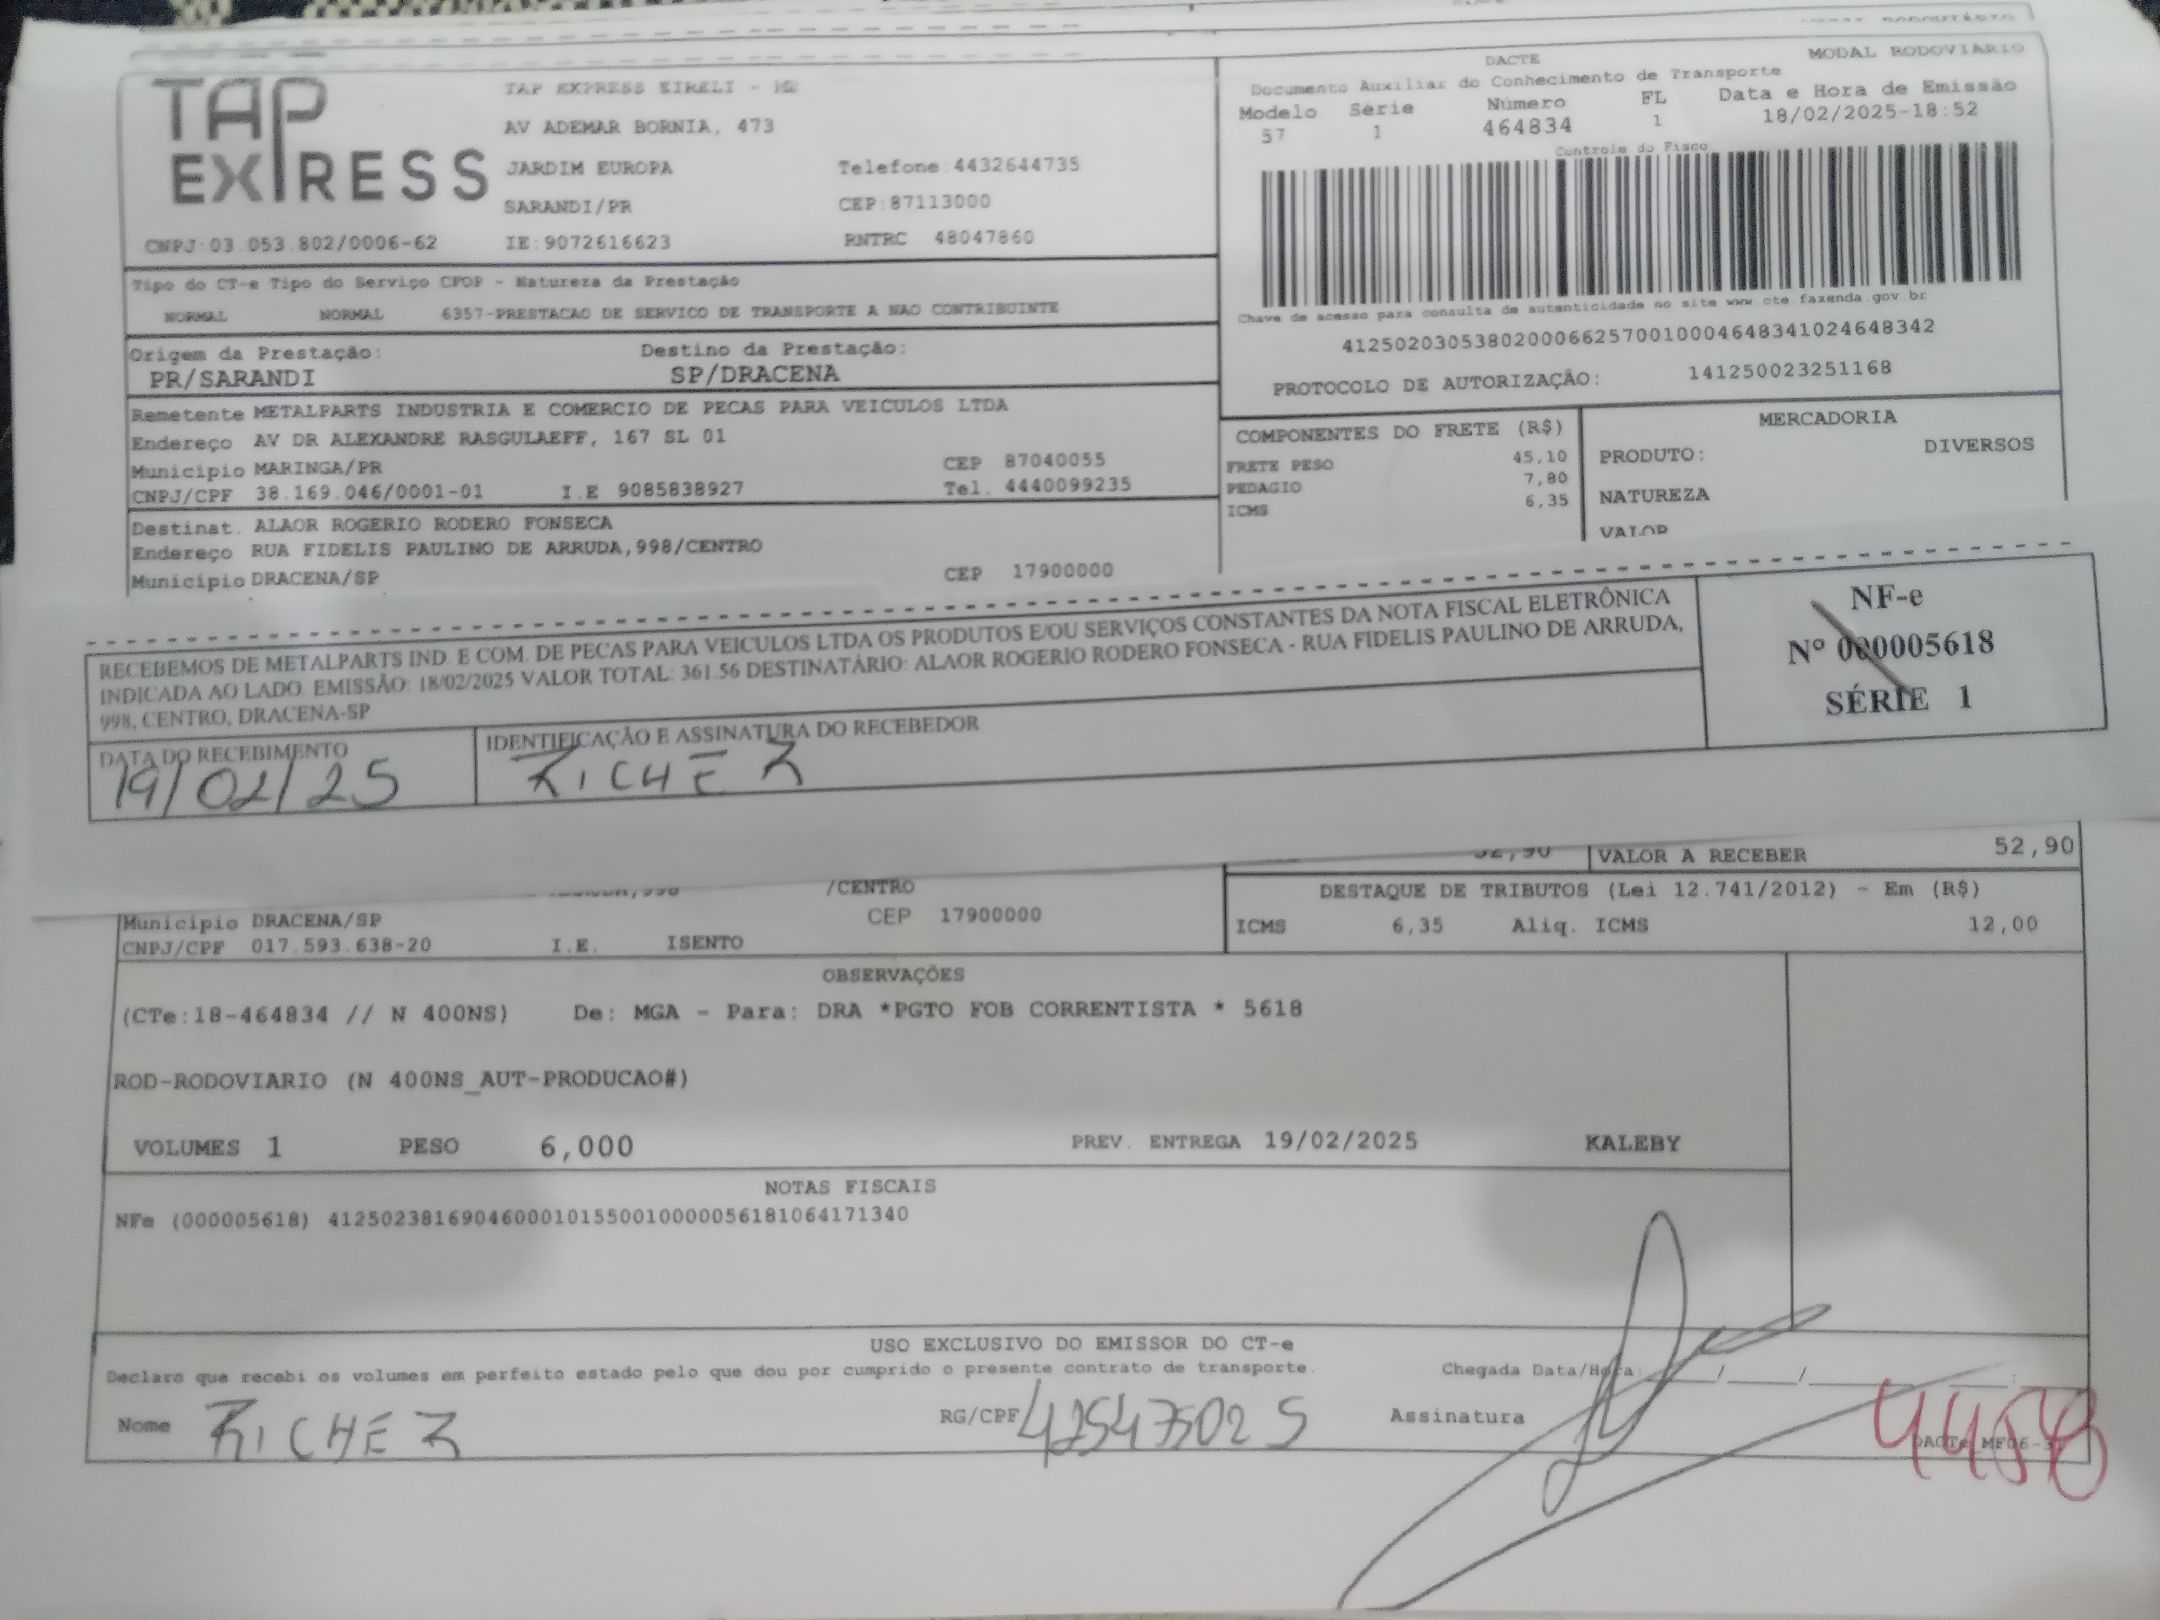 TAP EXPRESS
TAP EXPRESS EIRELI - ME
AV ADEMAR BORNIA, 473
JARDIM EUROPA Telefone:4432644735
SARANDI/PR CEP:87113000
CNPJ:03.053.802/0006-62 IE:9072616623 RNTRC 48047860
DACTE MODAL RODOVIÁRIO
Documento Auxiliar do Conhecimento de Transporte
Modelo Série Número FL Data e Hora de Emissão
57 1 464834 1 18/02/2025-18:52
Controle do Fisco
Chave de acesso para consulta de autenticidade no site www.cte.fazenda.gov.br
41250203053802000662570010004648341024648342
PROTOCOLO DE AUTORIZAÇÃO: 141250023251168
Tipo do CT-e Tipo do Serviço CFOP - Natureza da Prestação
NORMAL NORMAL 6357-PRESTACAO DE SERVICO DE TRANSPORTE A NAO CONTRIBUINTE
Origem da Prestação: Destino da Prestação:
PR/SARANDI SP/DRACENA
Remetente METALPARTS INDUSTRIA E COMERCIO DE PECAS PARA VEICULOS LTDA
Endereço AV DR ALEXANDRE RASGULAEFF, 167 SL 01
Município MARINGA/PR CEP 87040055
CNPJ/CPF 38.169.046/0001-01 I.E 9085838927 Tel. 4440099235
Destinat. ALAOR ROGERIO RODERO FONSECA
Endereço RUA FIDELIS PAULINO DE ARRUDA,998/CENTRO
Município DRACENA/SP CEP 17900000
COMPONENTES DO FRETE (R$)
FRETE PESO 45,10
PEDAGIO 7,80
ICMS 6,35
MERCADORIA
PRODUTO: DIVERSOS
NATUREZA
VALOR
RECEBEMOS DE METALPARTS IND. E COM. DE PECAS PARA VEICULOS LTDA OS PRODUTOS E/OU SERVIÇOS CONSTANTES DA NOTA FISCAL ELETRÔNICA
INDICADA AO LADO. EMISSÃO: 18/02/2025 VALOR TOTAL: 361.56 DESTINATÁRIO: ALAOR ROGERIO RODERO FONSECA - RUA FIDELIS PAULINO DE ARRUDA,
998, CENTRO, DRACENA-SP
NF-e
Nº 000005618
SÉRIE 1
DATA DO RECEBIMENTO IDENTIFICAÇÃO E ASSINATURA DO RECEBEDOR
19/02/25 RICHER
52,90 VALOR A RECEBER 52,90
/CENTRO
Município DRACENA/SP CEP 17900000
CNPJ/CPF 017.593.638-20 I.E. ISENTO
DESTAQUE DE TRIBUTOS (Lei 12.741/2012) - Em (R$)
ICMS 6,35 Aliq. ICMS 12,00
OBSERVAÇÕES
(CTe:18-464834 // N 400NS) De: MGA - Para: DRA *PGTO FOB CORRENTISTA * 5618
ROD-RODOVIARIO (N 400NS_AUT-PRODUCAO#)
VOLUMES 1 PESO 6,000 PREV. ENTREGA 19/02/2025 KALEBY
NOTAS FISCAIS
NFe (000005618) 41250238169046000101550010000056181064171340
USO EXCLUSIVO DO EMISSOR DO CT-e
Declaro que recebi os volumes em perfeito estado pelo que dou por cumprido o presente contrato de transporte. Chegada Data/Hora: / / :
Nome RICHER RG/CPF 425475025 Assinatura